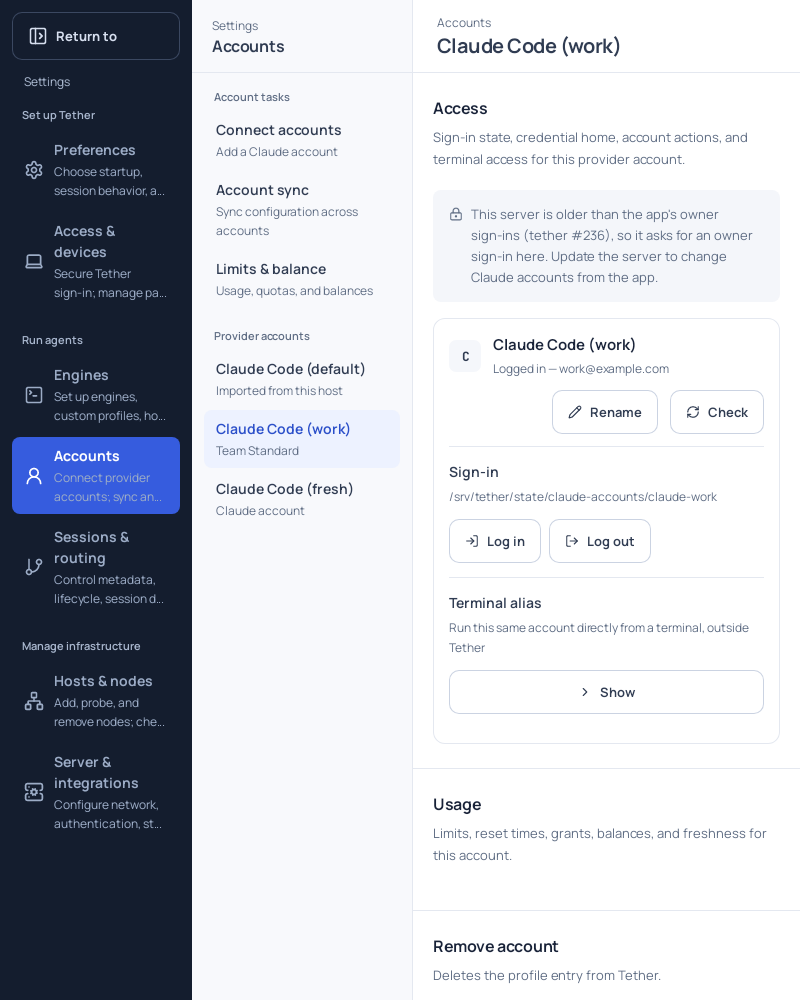 Return to
Settings
Set up Tether
Preferences
Choose startup,
session behavior, a...
Access &
devices
Secure Tether
sign-in; manage pa...
Run agents
Engines
Set up engines,
custom profiles, ho...
Accounts
Connect provider
accounts; sync an...
Sessions &
routing
Control metadata,
lifecycle, session d...
Manage infrastructure
Hosts & nodes
Add, probe, and
remove nodes; che...
Server &
integrations
Configure network,
authentication, st...
Settings
Accounts
Account tasks
Connect accounts
Add a Claude account
Account sync
Sync configuration across
accounts
Limits & balance
Usage, quotas, and balances
Provider accounts
Claude Code (default)
Imported from this host
Claude Code (work)
Team Standard
Claude Code (fresh)
Claude account
Accounts
Claude Code (work)
Access
Sign-in state, credential home, account actions, and
terminal access for this provider account.
This server is older than the app's owner
sign-ins (tether #236), so it asks for an owner
sign-in here. Update the server to change
Claude accounts from the app.
C
Claude Code (work)
Logged in — work@example.com
Rename
Check
Sign-in
/srv/tether/state/claude-accounts/claude-work
Log in
Log out
Terminal alias
Run this same account directly from a terminal, outside
Tether
Show
Usage
Limits, reset times, grants, balances, and freshness for
this account.
Remove account
Deletes the profile entry from Tether.